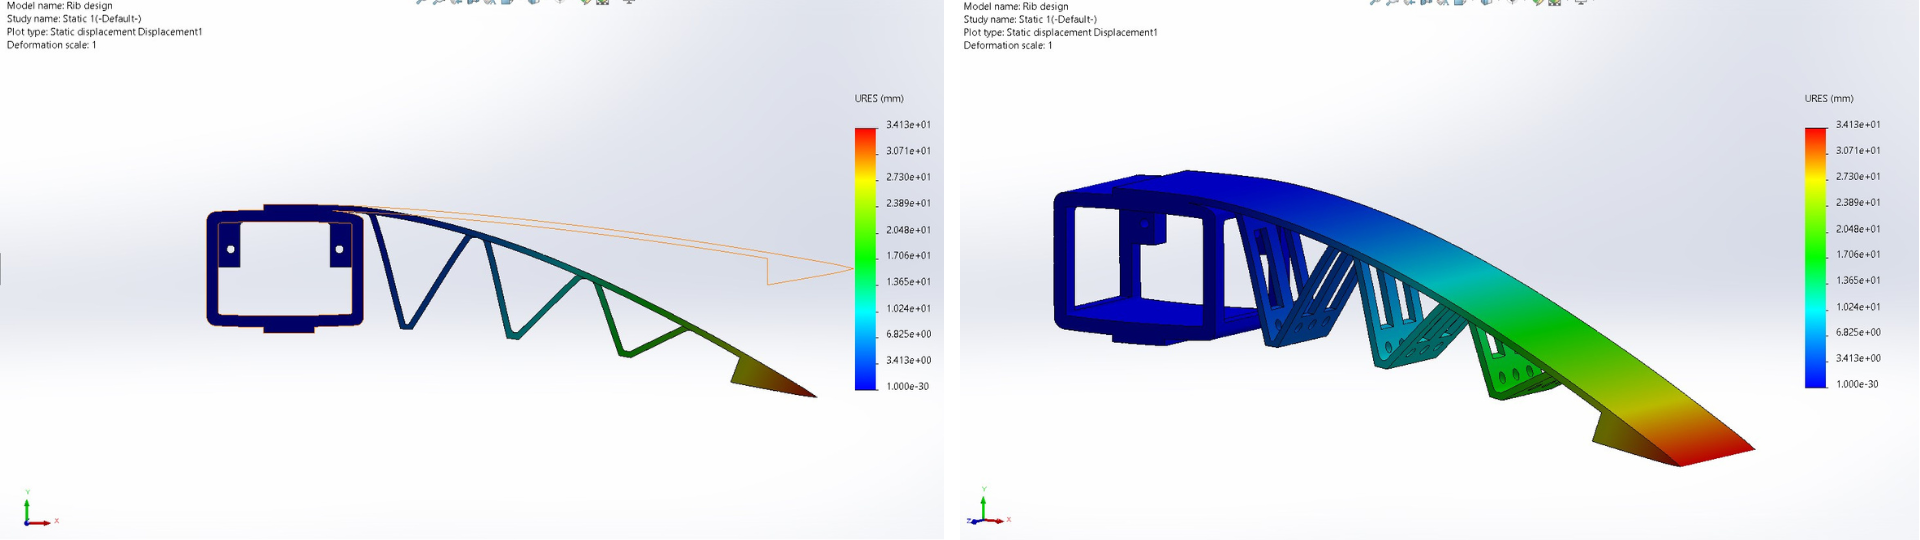 Model name: Rib design
Study name: Static 1(-Default-)
Plot type: Static displacement Displacement1
Deformation scale: 1
URES (mm)
3.413e+01
3.071e+01
2.730e+01
2.389e+01
2.048e+01
1.706e+01
1.365e+01
1.024e+01
6.825e+00
3.413e+00
1.000e-30
Y
X
Model name: Rib design
Study name: Static 1(-Default-)
Plot type: Static displacement Displacement1
Deformation scale: 1
URES (mm)
3.413e+01
3.071e+01
2.730e+01
2.389e+01
2.048e+01
1.706e+01
1.365e+01
1.024e+01
6.825e+00
3.413e+00
1.000e-30
Y
Z X